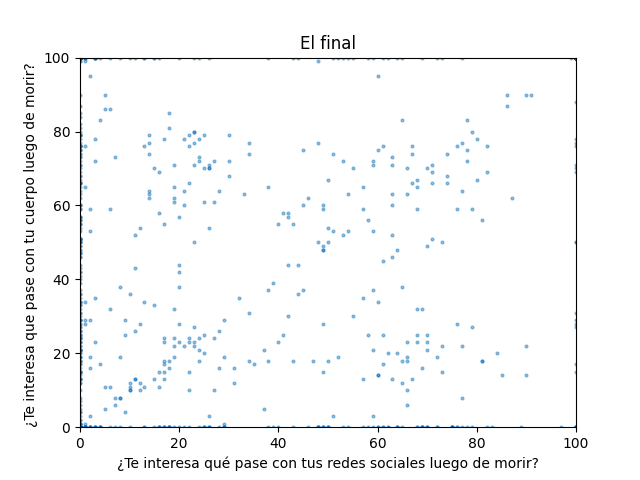 El final
¿Te interesa que pase con tu cuerpo luego de morir?
100
80
60
40
20
0
0 20 40 60 80 100
¿Te interesa qué pase con tus redes sociales luego de morir?